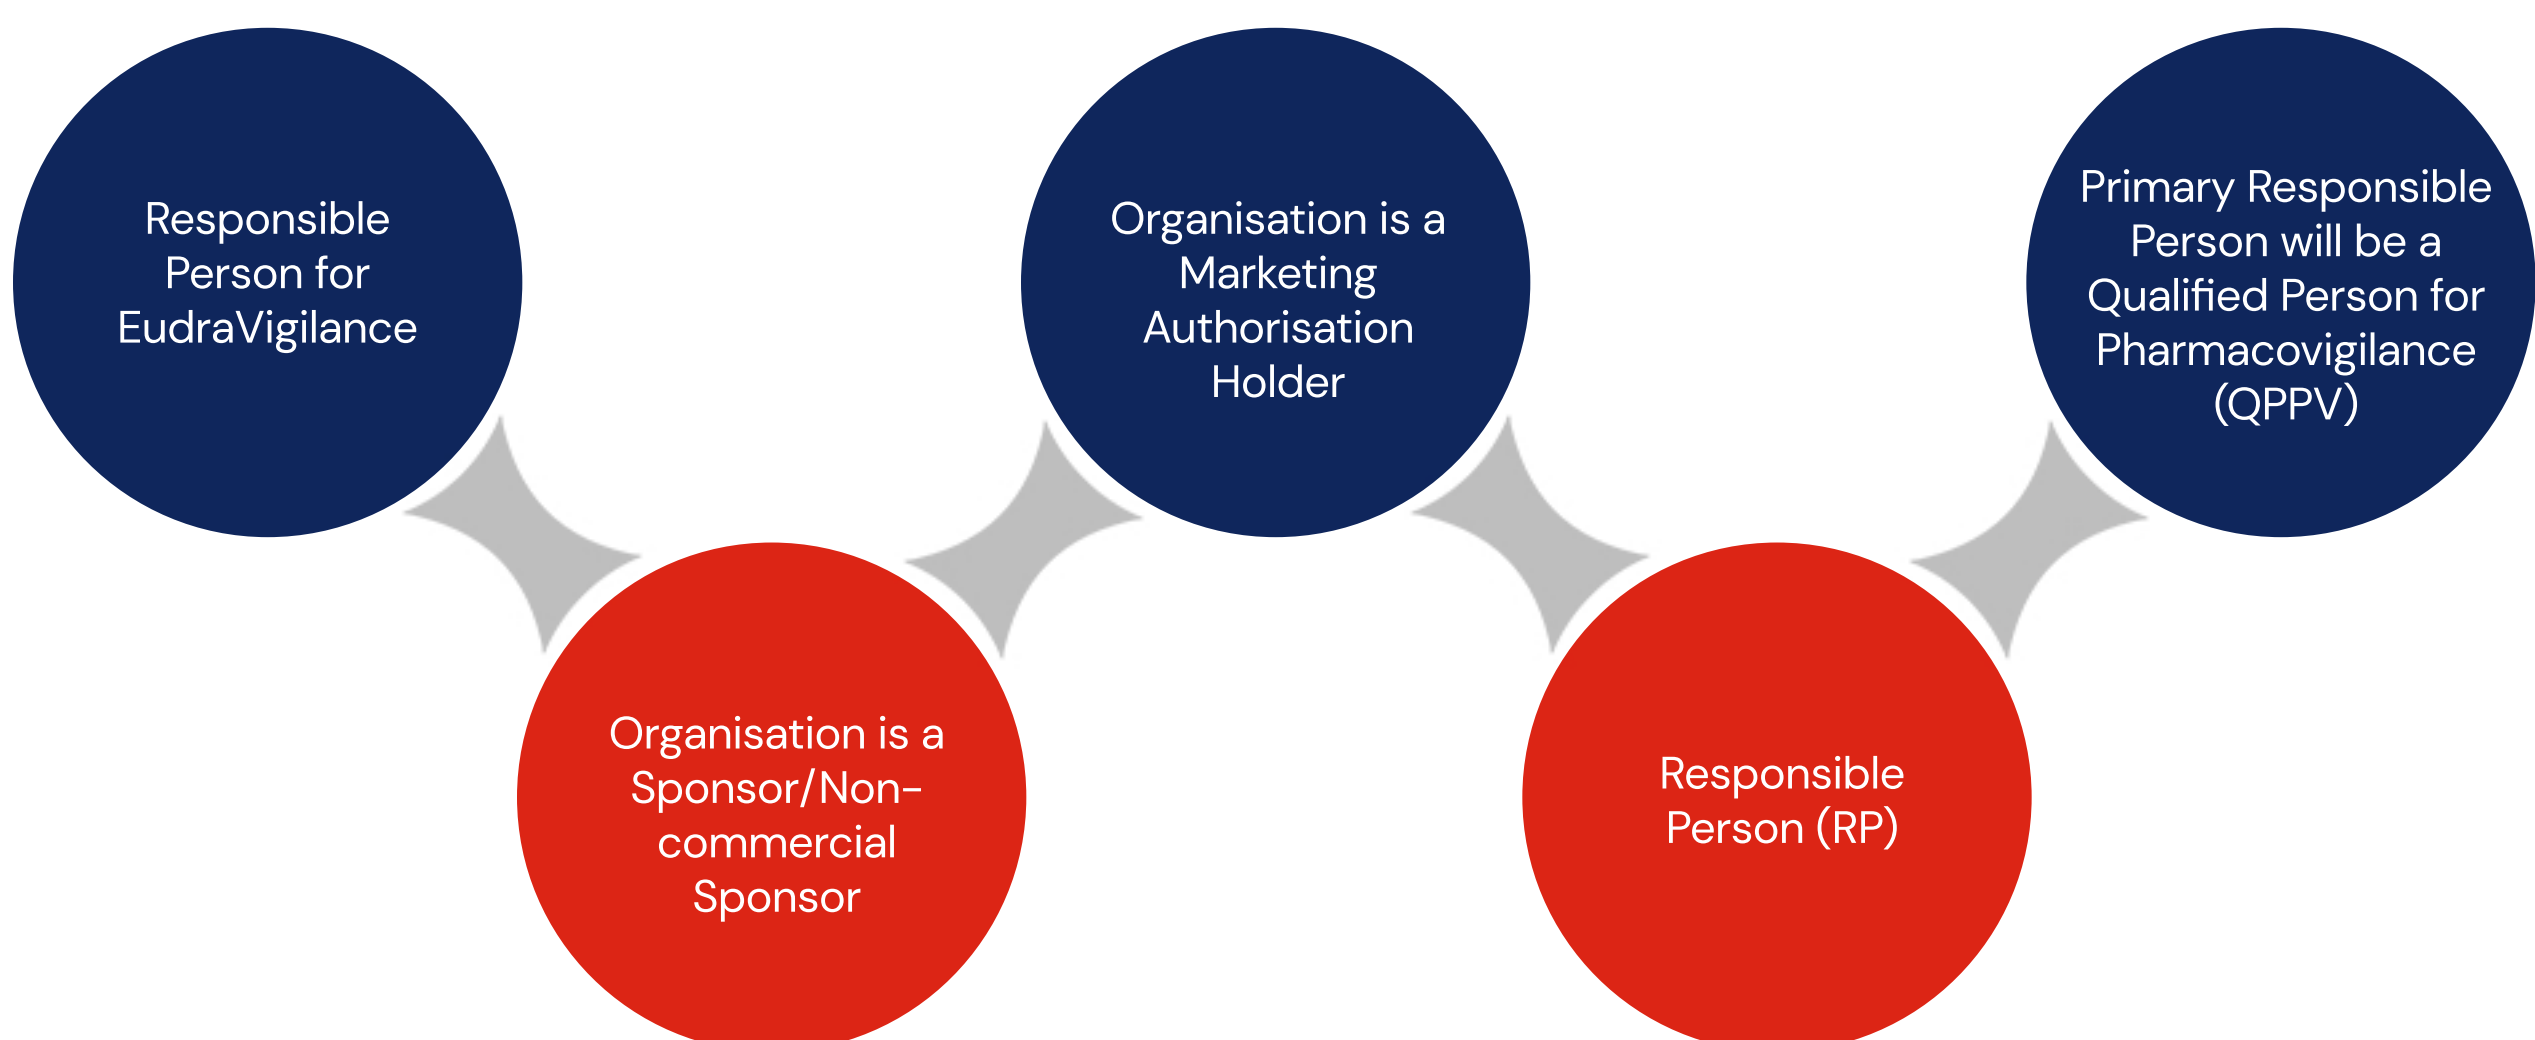 Responsible
Person for
EudraVigilance
Organisation is a
Sponsor/Non-
commercial
Sponsor
Organisation is a
Marketing
Authorisation
Holder
Responsible
Person (RP)
Primary Responsible
Person will be a
Qualified Person for
Pharmacovigilance
(QPPV)